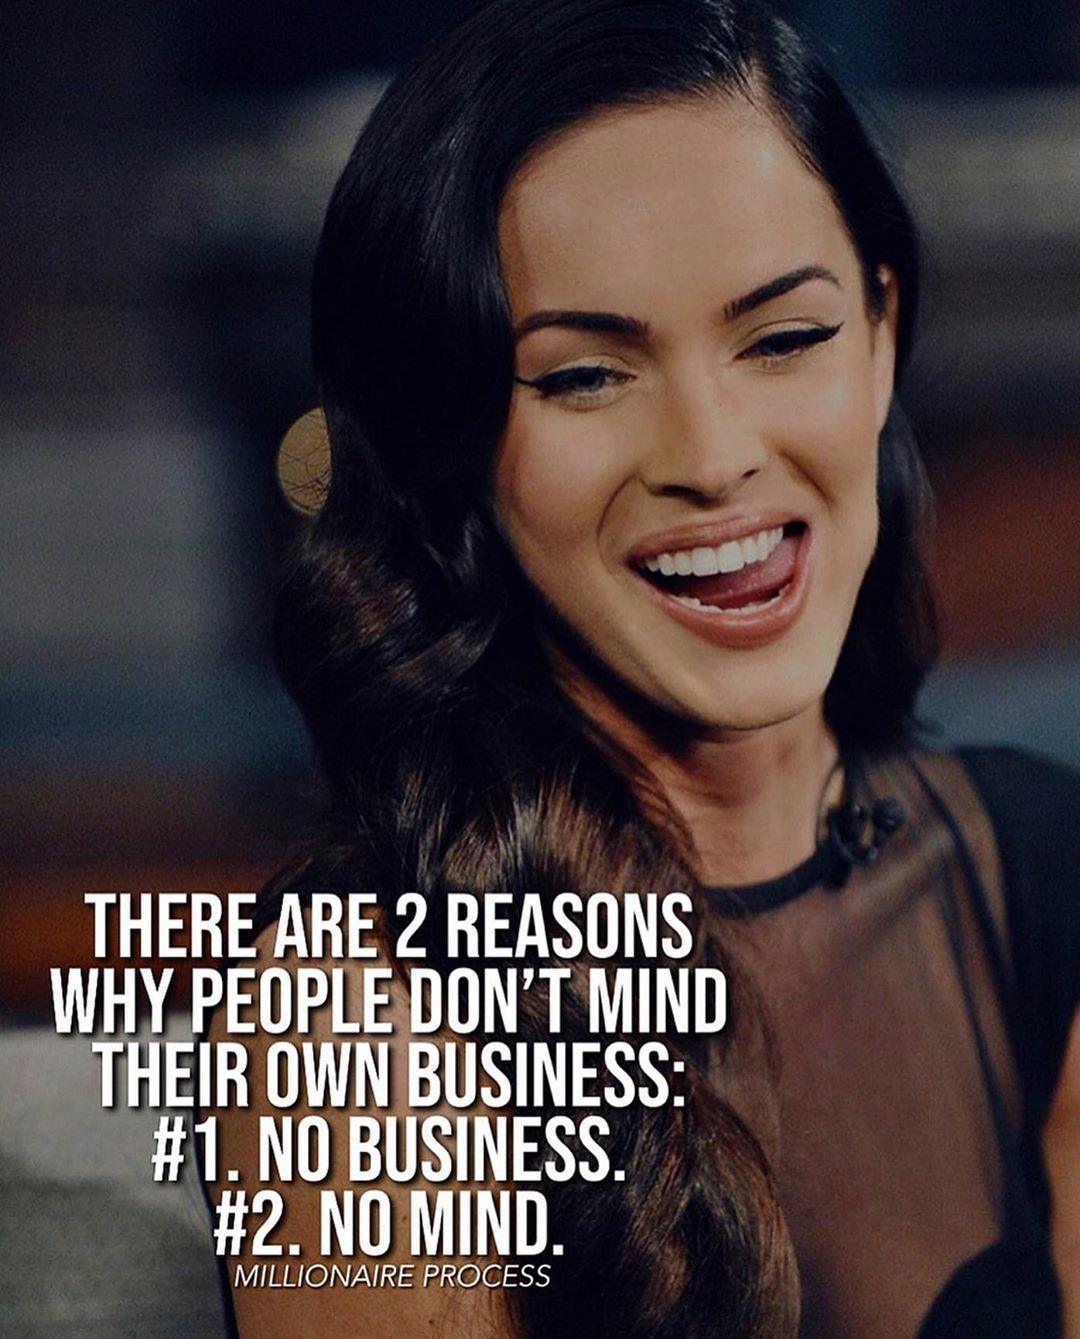 THERE ARE 2 REASONS
WHY PEOPLE DON'T MIND
THEIR OWN BUSINESS:
#1. NO BUSINESS.
#2. NO MIND.
MILLIONAIRE PROCESS